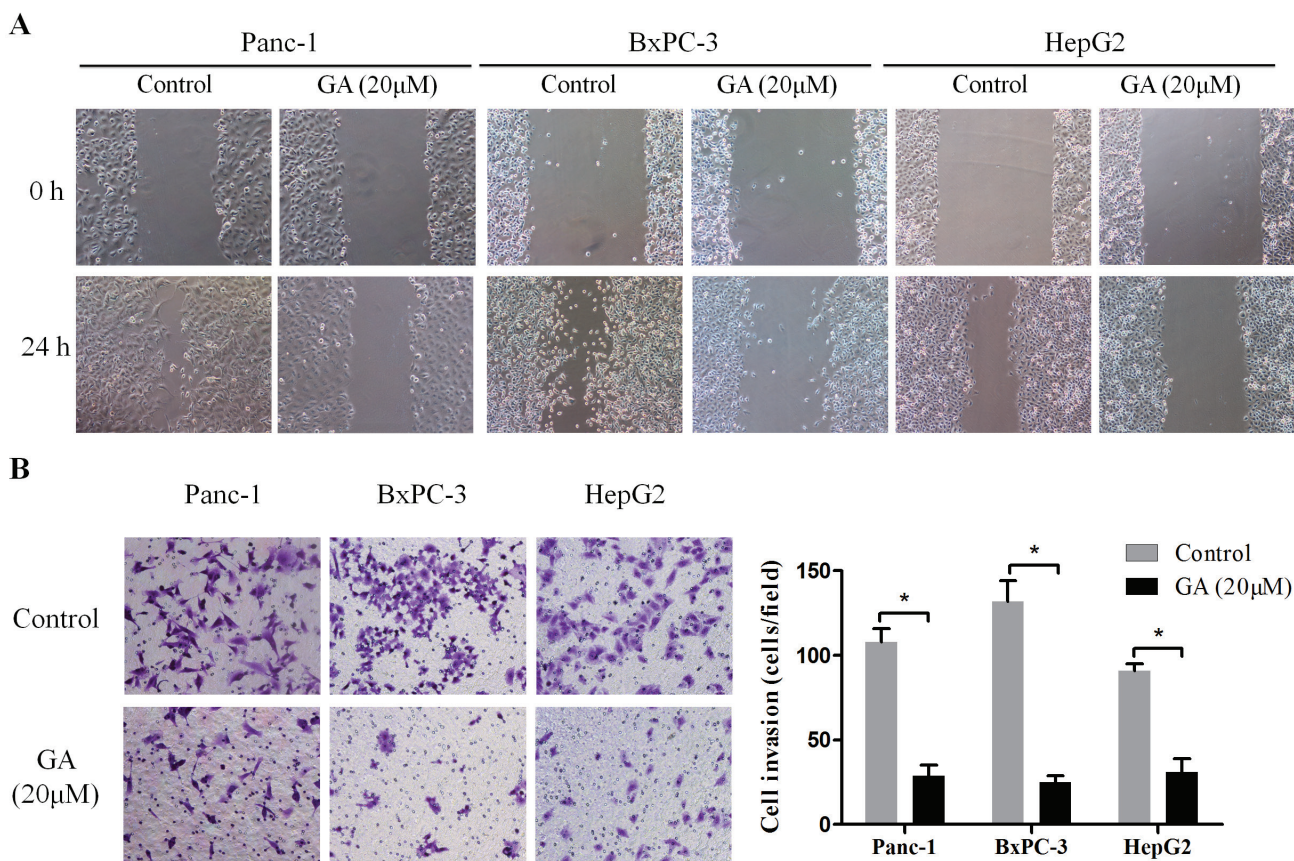 A
Panc-1 BxPC-3 HepG2
Control GA (20μM) Control GA (20μM) Control GA (20μM)
0 h
24 h
B
Panc-1 BxPC-3 HepG2
Control
GA
(20μM)
Cell invasion (cells/field)
150
100
50
0
* * *
Control
GA (20μM)
Panc-1 BxPC-3 HepG2